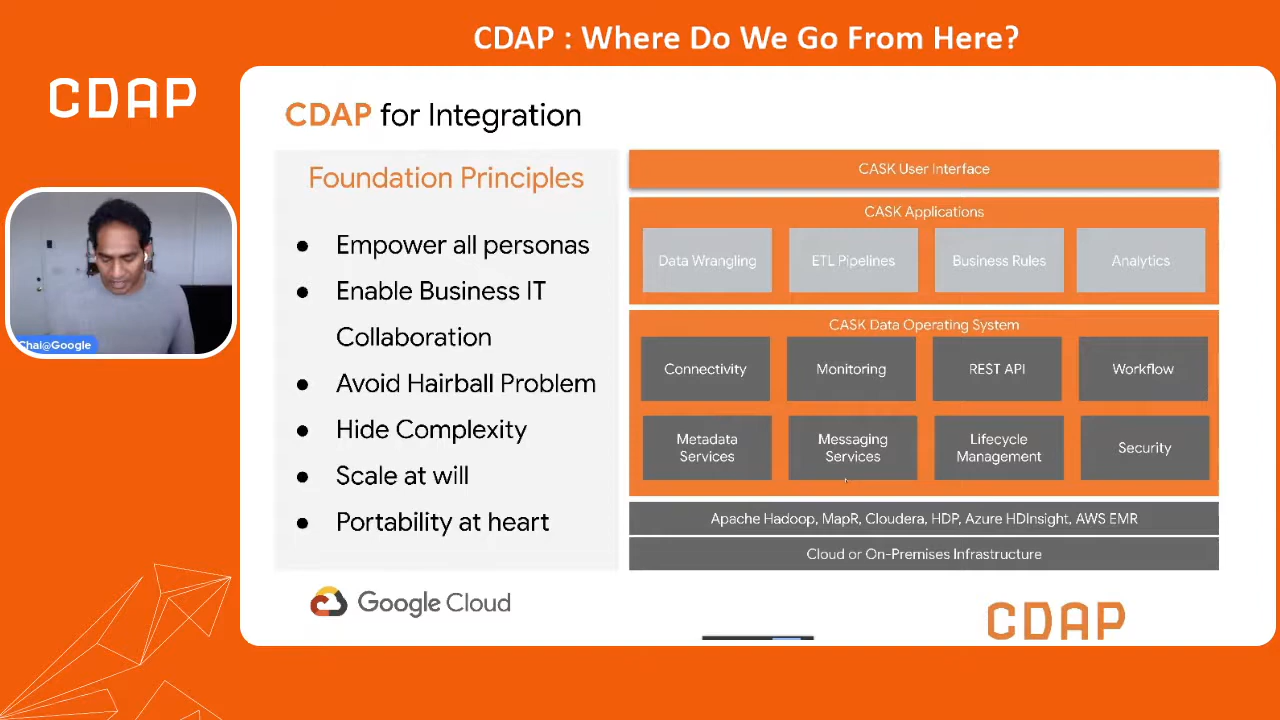 CDAP : Where Do We Go From Here?
CDAP
CDAP for Integration
Foundation Principles
● Empower all personas
● Enable Business IT
Collaboration
● Avoid Hairball Problem
● Hide Complexity
● Scale at will
● Portability at heart
CASK User Interface
CASK Applications
Data Wrangling
ETL Pipelines
Business Rules
Analytics
CASK Data Operating System
Connectivity
Monitoring
REST API
Workflow
Metadata
Services
Messaging
Services
Lifecycle
Management
Security
Apache Hadoop, MapR, Cloudera, HDP, Azure HDInsight, AWS EMR
Cloud or On-Premises Infrastructure
Chai@Google
Google Cloud
CDAP